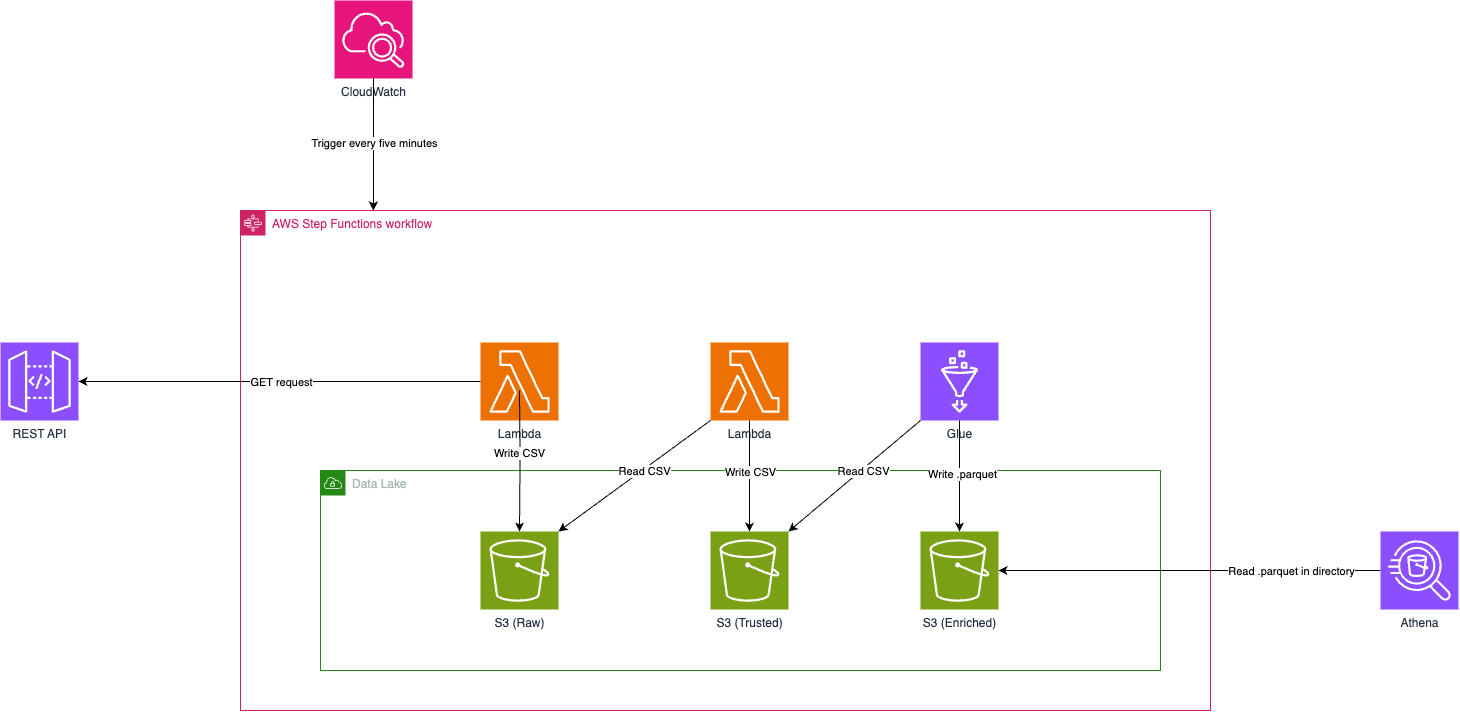 CloudWatch
Trigger every five minutes
AWS Step Functions workflow
REST API
GET request
Lambda
Write CSV
Read CSV
Lambda
Write CSV
Read CSV
Glue
Write .parquet
Data Lake
S3 (Raw)
S3 (Trusted)
S3 (Enriched)
Read .parquet in directory
Athena